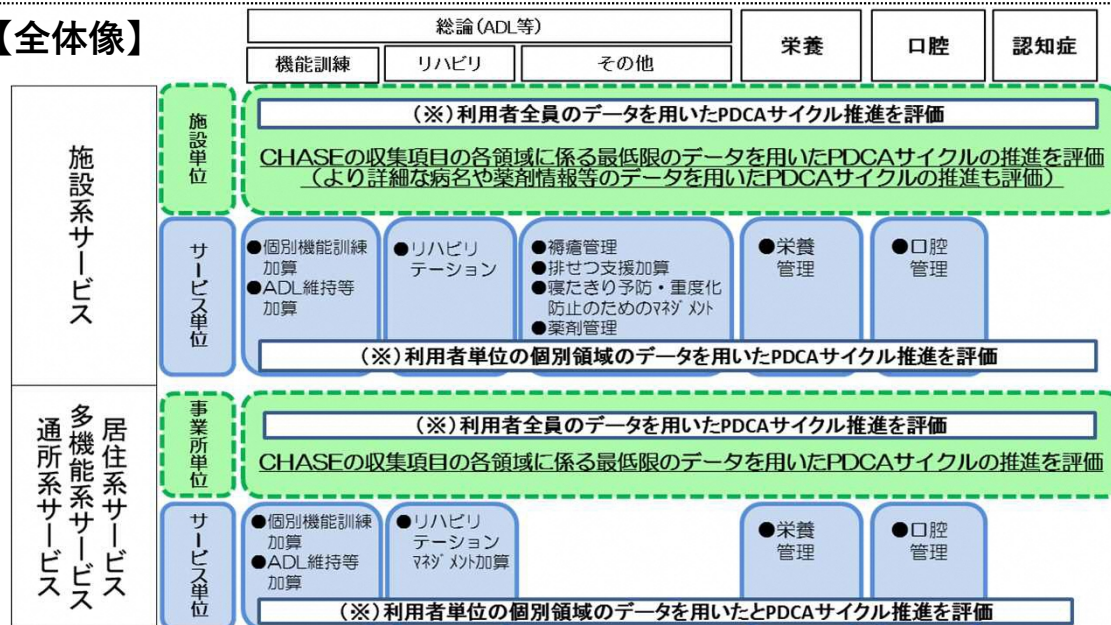 【全体像】
総論(ADL等)
機能訓練
リハビリ
その他
栄養
口腔
認知症
施設系サービス
施設単位
(※)利用者全員のデータを用いたPDCAサイクル推進を評価
CHASEの収集項目の各領域に係る最低限のデータを用いたPDCAサイクルの推進を評価
(より詳細な病名や薬剤情報等のデータを用いたPDCAサイクルの推進も評価)
サービス単位
●個別機能訓練
加算
●ADL維持等
加算
●リハビリ
テーション
●褥瘡管理
●排せつ支援加算
●寝たきり予防・重度化
防止のためのマネジメント
●薬剤管理
●栄養
管理
●口腔
管理
(※)利用者単位の個別領域のデータを用いたPDCAサイクル推進を評価
居住系サービス
多機能系サービス
通所系サービス
事業所単位
(※)利用者全員のデータを用いたPDCAサイクル推進を評価
CHASEの収集項目の各領域に係る最低限のデータを用いたPDCAサイクルの推進を評価
サービス単位
●個別機能訓練
加算
●ADL維持等
加算
●リハビリ
テーション
マネジメント加算
●栄養
管理
●口腔
管理
(※)利用者単位の個別領域のデータを用いたとPDCAサイクル推進を評価